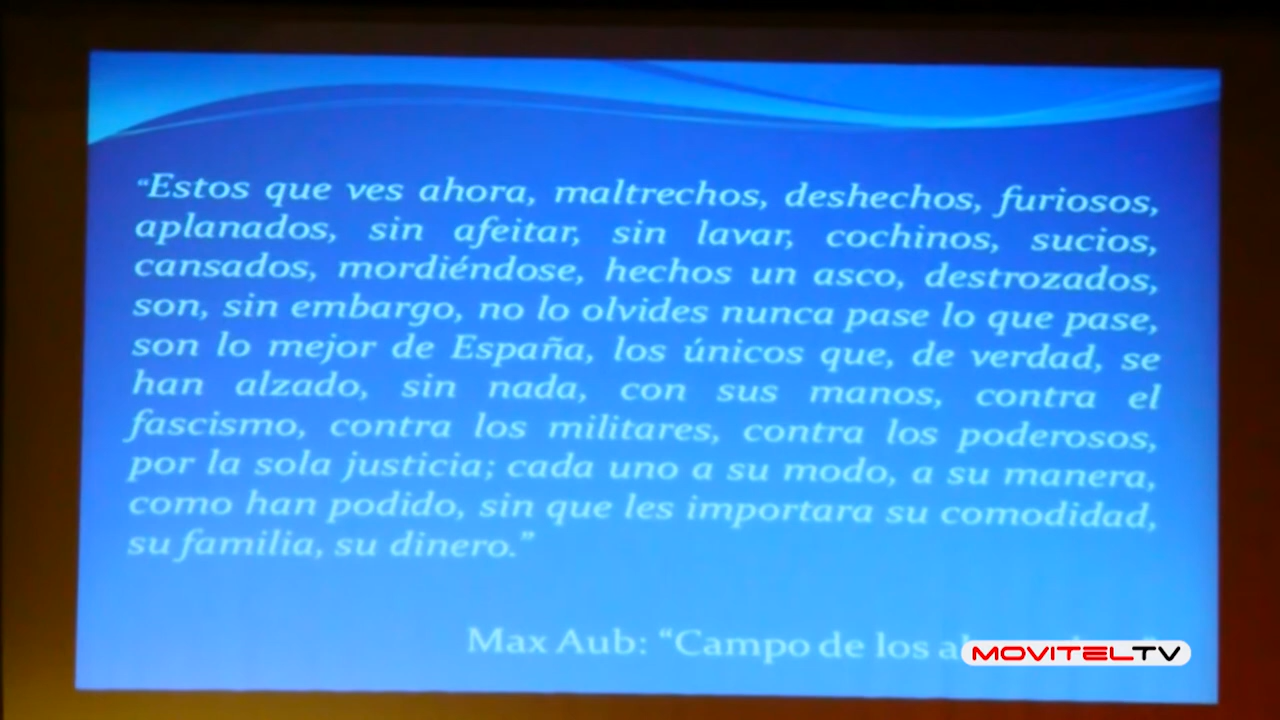 “Estos que ves ahora, maltrechos, deshechos, furiosos,
aplanados, sin afeitar, sin lavar, cochinos, sucios,
cansados, mordiéndose, hechos un asco, destrozados,
son, sin embargo, no lo olvides nunca pase lo que pase,
son lo mejor de España, los únicos que, de verdad, se
han alzado, sin nada, con sus manos, contra el
fascismo, contra los militares, contra los poderosos,
por la sola justicia; cada uno a su modo, a su manera,
como han podido, sin que les importara su comodidad,
su familia, su dinero.”
Max Aub: “Campo de los
MOVITELTV